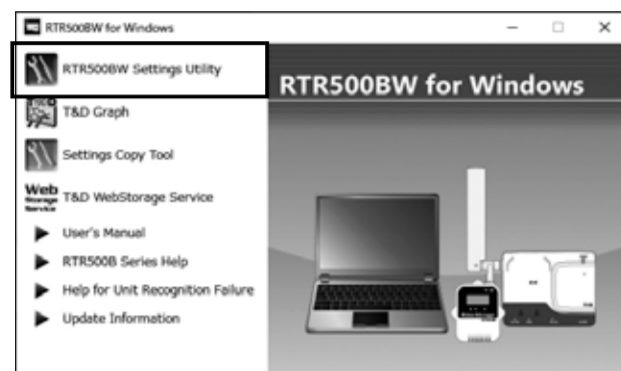 RTR500BW for Windows
RTR500BW Settings Utility
RTR500BW for Windows
T&D Graph
Settings Copy Tool
Web Storage Service
T&D WebStorage Service
User's Manual
RTR500B Series Help
Help for Unit Recognition Failure
Update Information